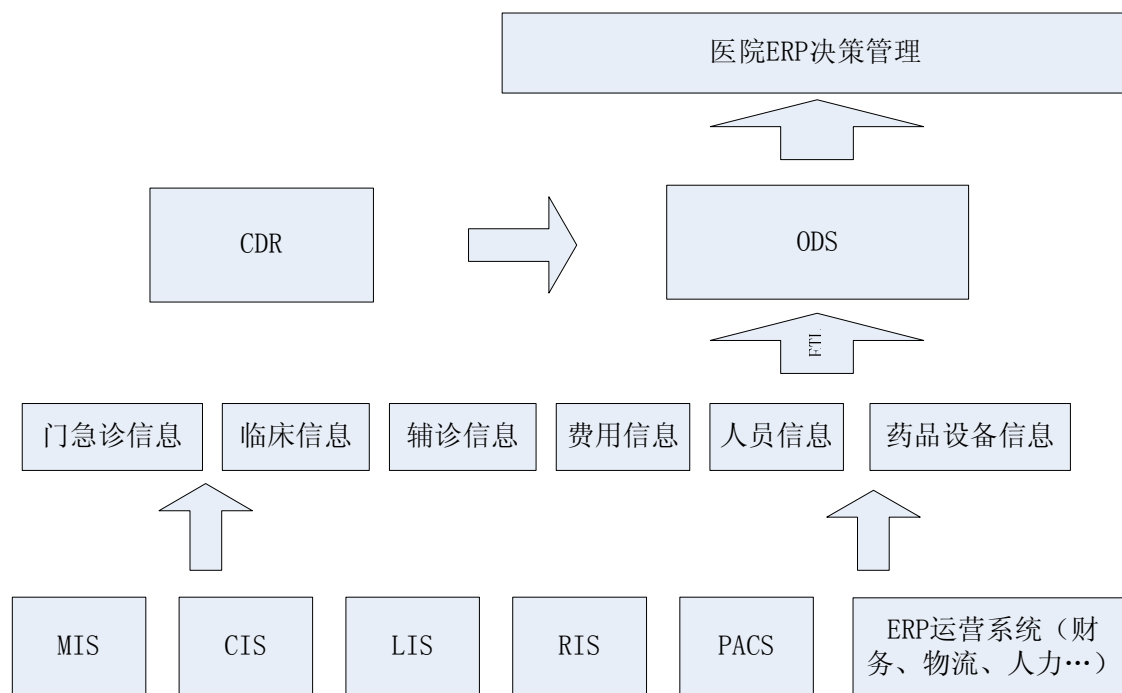 医院ERP决策管理
CDR
ODS
ETL
门急诊信息
临床信息
辅诊信息
费用信息
人员信息
药品设备信息
MIS
CIS
LIS
RIS
PACS
ERP运营系统（财
务、物流、人力…）